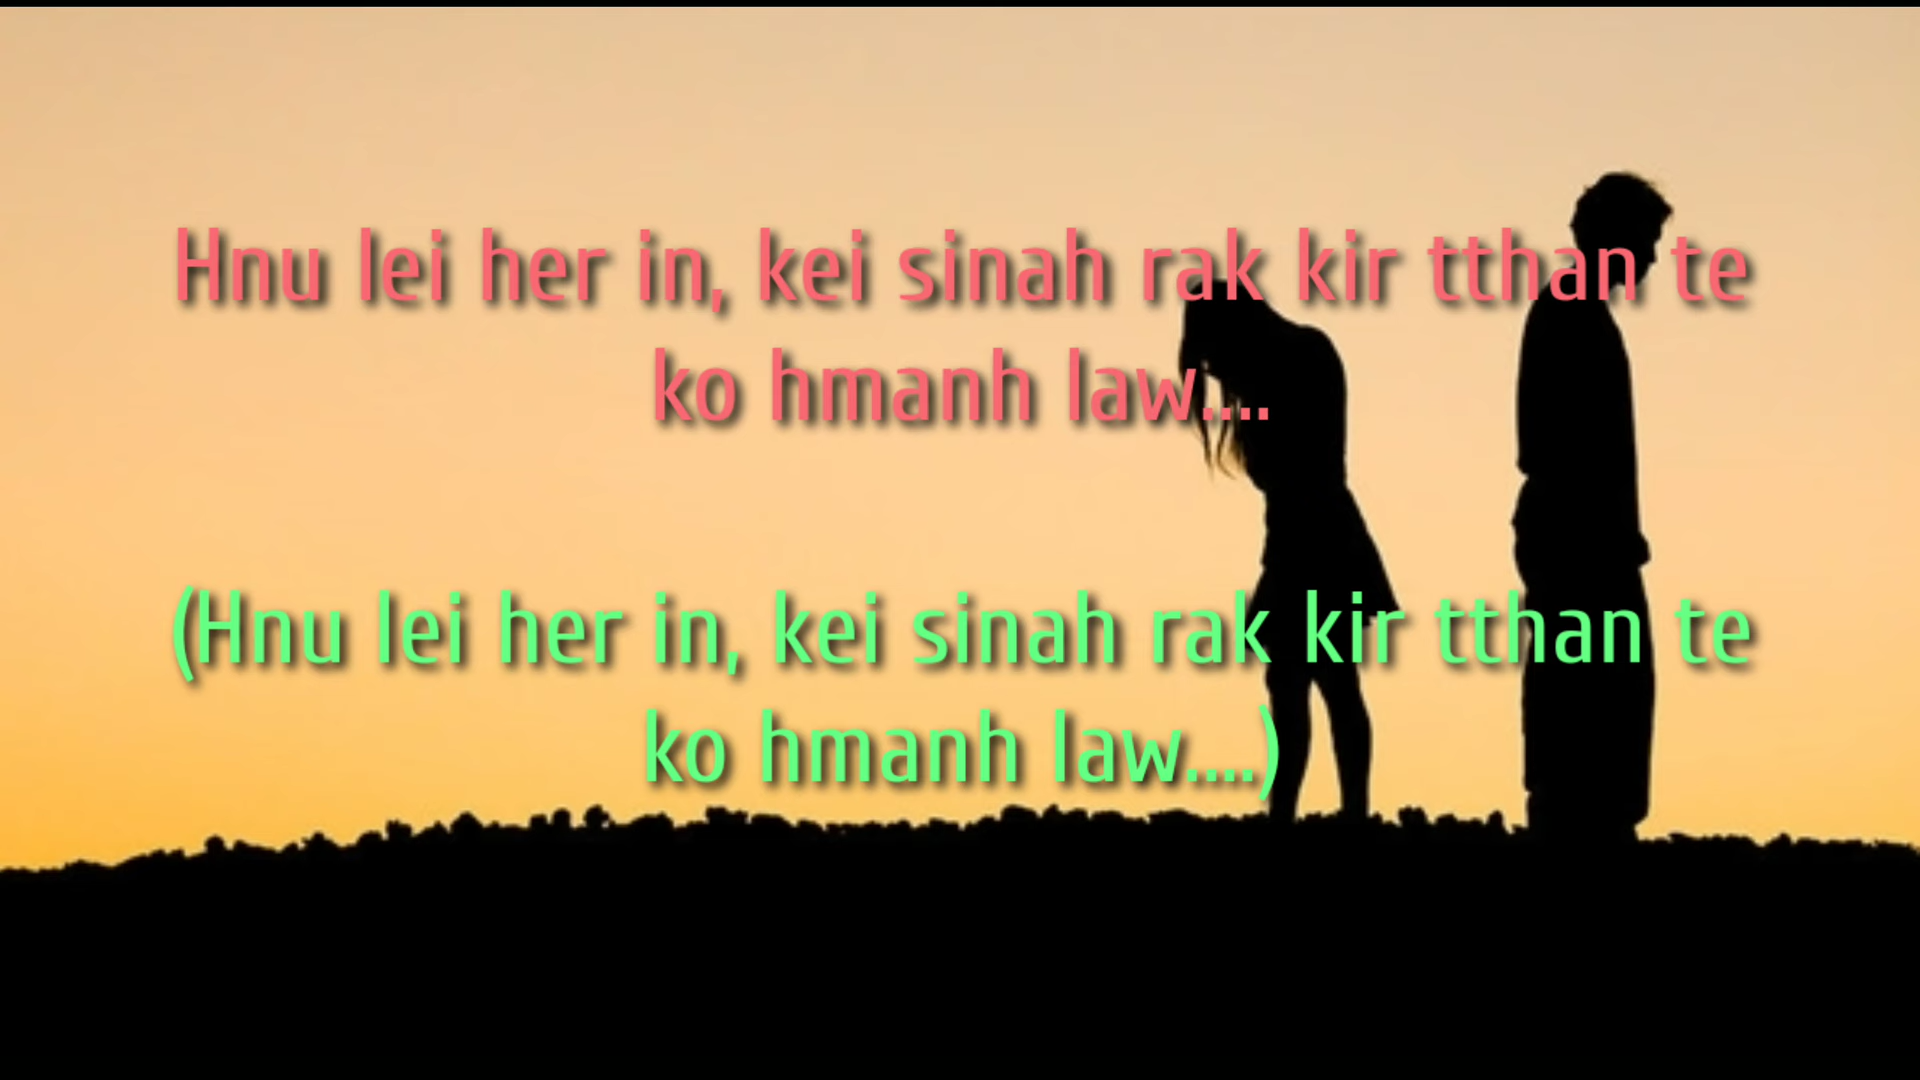 Hnu lei her in, kei sinah rak kir tthan te
ko hmanh law....
(Hnu lei her in, kei sinah rak kir tthan te
ko hmanh law....)